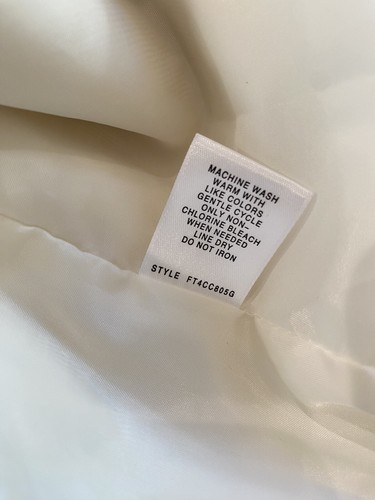 MACHINE WASH
WARM WITH
LIKE COLORS
GENTLE CYCLE
ONLY NON-
CHLORINE BLEACH
WHEN NEEDED
LINE DRY
DO NOT IRON
STYLE FT4CC805G